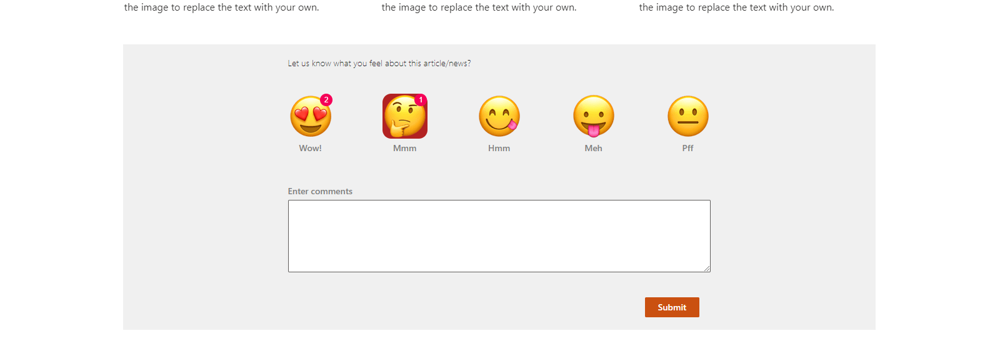 the image to replace the text with your own.
the image to replace the text with your own.
the image to replace the text with your own.
Let us know what you feel about this article/news?
2
1
Wow!
Mmm
Hmm
Meh
Pff
Enter comments
Submit